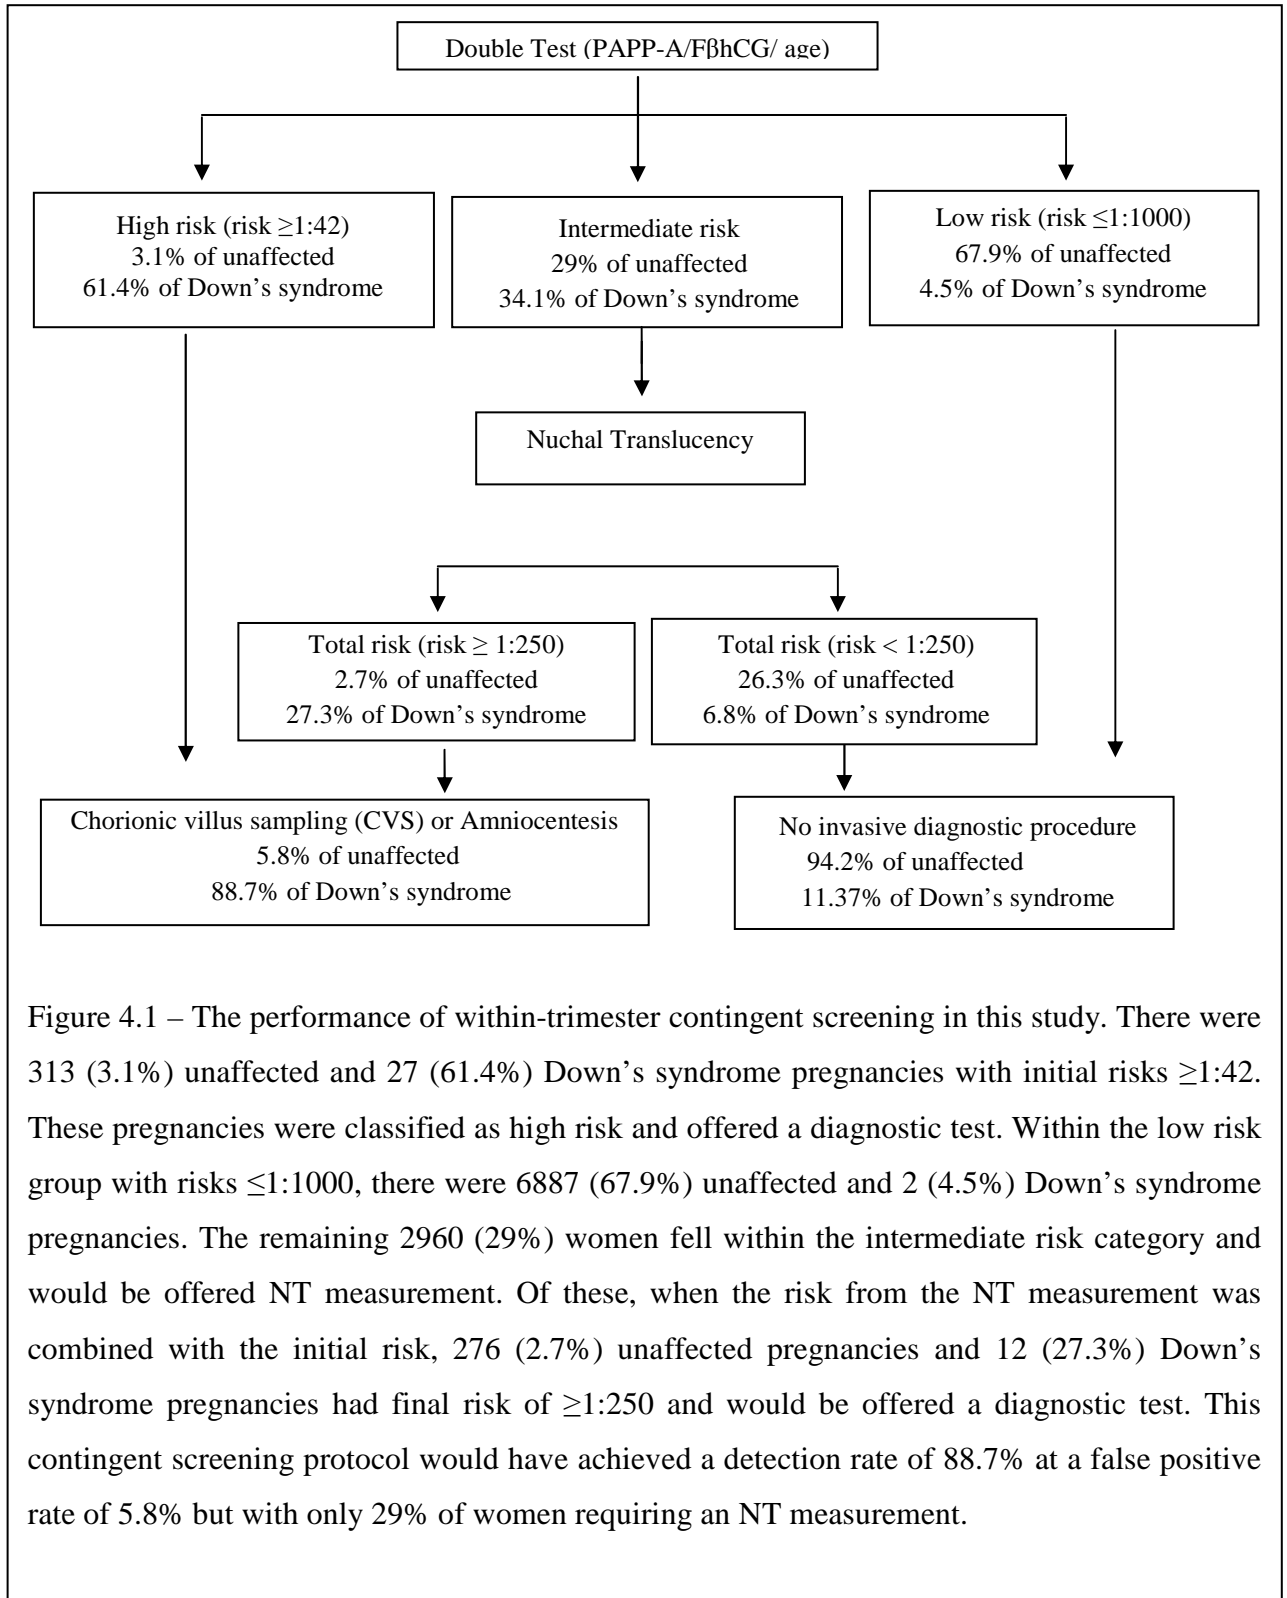 Double Test (PAPP-A/FβhCG/ age)
High risk (risk ≥1:42)
3.1% of unaffected
61.4% of Down’s syndrome
Intermediate risk
29% of unaffected
34.1% of Down’s syndrome
Low risk (risk ≤1:1000)
67.9% of unaffected
4.5% of Down’s syndrome
Nuchal Translucency
Total risk (risk ≥ 1:250)
2.7% of unaffected
27.3% of Down’s syndrome
Total risk (risk < 1:250)
26.3% of unaffected
6.8% of Down’s syndrome
Chorionic villus sampling (CVS) or Amniocentesis
5.8% of unaffected
88.7% of Down’s syndrome
No invasive diagnostic procedure
94.2% of unaffected
11.37% of Down’s syndrome
Figure 4.1 – The performance of within-trimester contingent screening in this study. There were
313 (3.1%) unaffected and 27 (61.4%) Down’s syndrome pregnancies with initial risks ≥1:42.
These pregnancies were classified as high risk and offered a diagnostic test. Within the low risk
group with risks ≤1:1000, there were 6887 (67.9%) unaffected and 2 (4.5%) Down’s syndrome
pregnancies. The remaining 2960 (29%) women fell within the intermediate risk category and
would be offered NT measurement. Of these, when the risk from the NT measurement was
combined with the initial risk, 276 (2.7%) unaffected pregnancies and 12 (27.3%) Down’s
syndrome pregnancies had final risk of ≥1:250 and would be offered a diagnostic test. This
contingent screening protocol would have achieved a detection rate of 88.7% at a false positive
rate of 5.8% but with only 29% of women requiring an NT measurement.